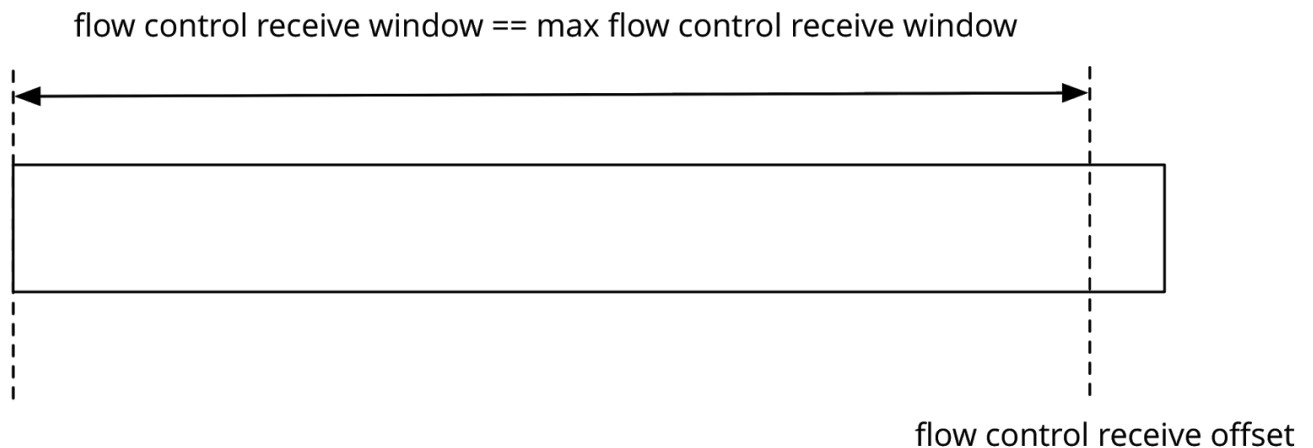 flow control receive window == max flow control receive window
flow control receive offset